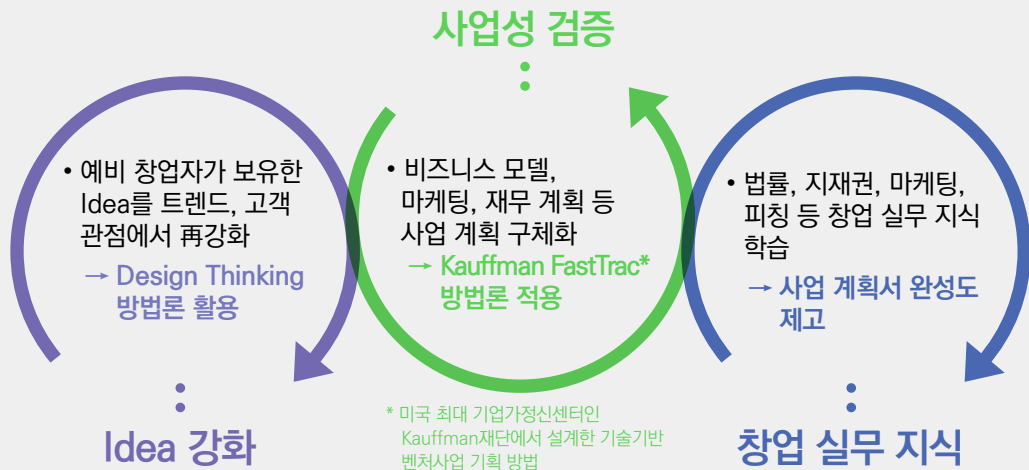 사업성 검증
• 예비 창업자가 보유한
Idea를 트렌드, 고객
관점에서 再강화
→ Design Thinking
방법론 활용
Idea 강화
• 비즈니스 모델,
마케팅, 재무 계획 등
사업 계획 구체화
→ Kauffman FastTrac*
방법론 적용
* 미국 최대 기업가정신센터인
Kauffman재단에서 설계한 기술기반
벤처사업 기획 방법
• 법률, 지재권, 마케팅,
피칭 등 창업 실무 지식
학습
→ 사업 계획서 완성도
제고
창업 실무 지식